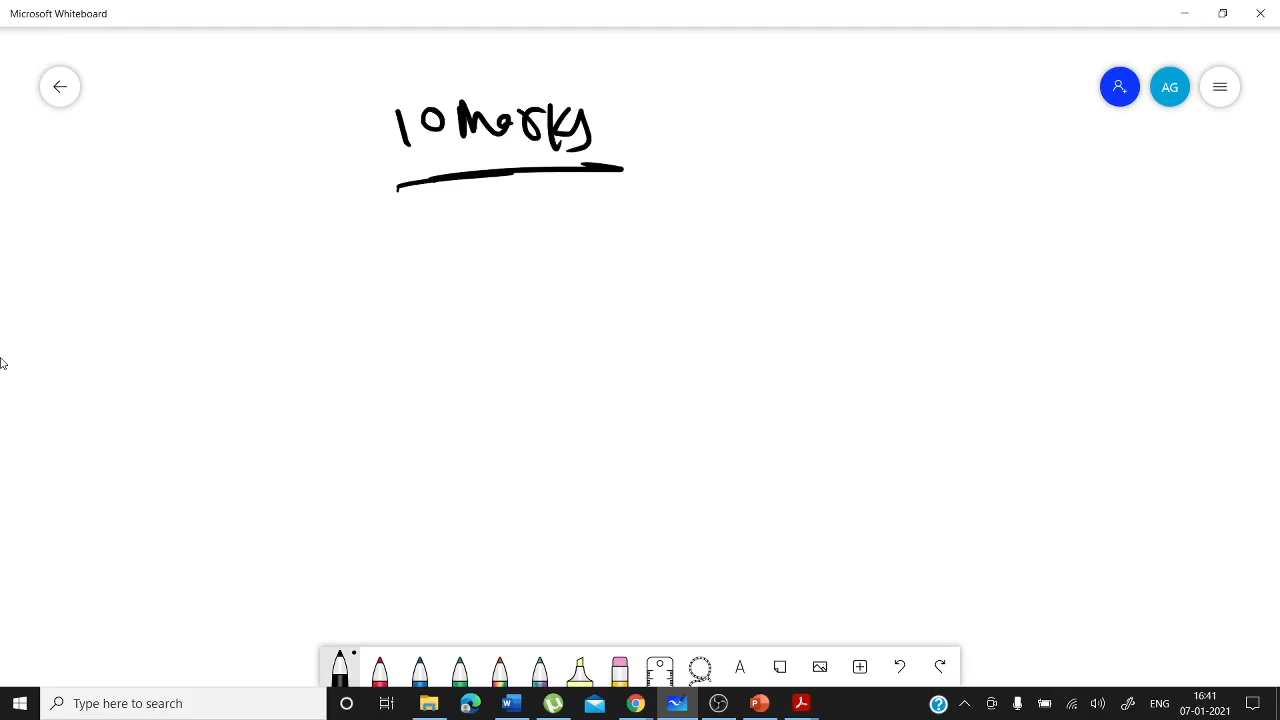 Microsoft Whiteboard
AG
10 Marks
A
Type here to search
ENG
16:41
07-01-2021